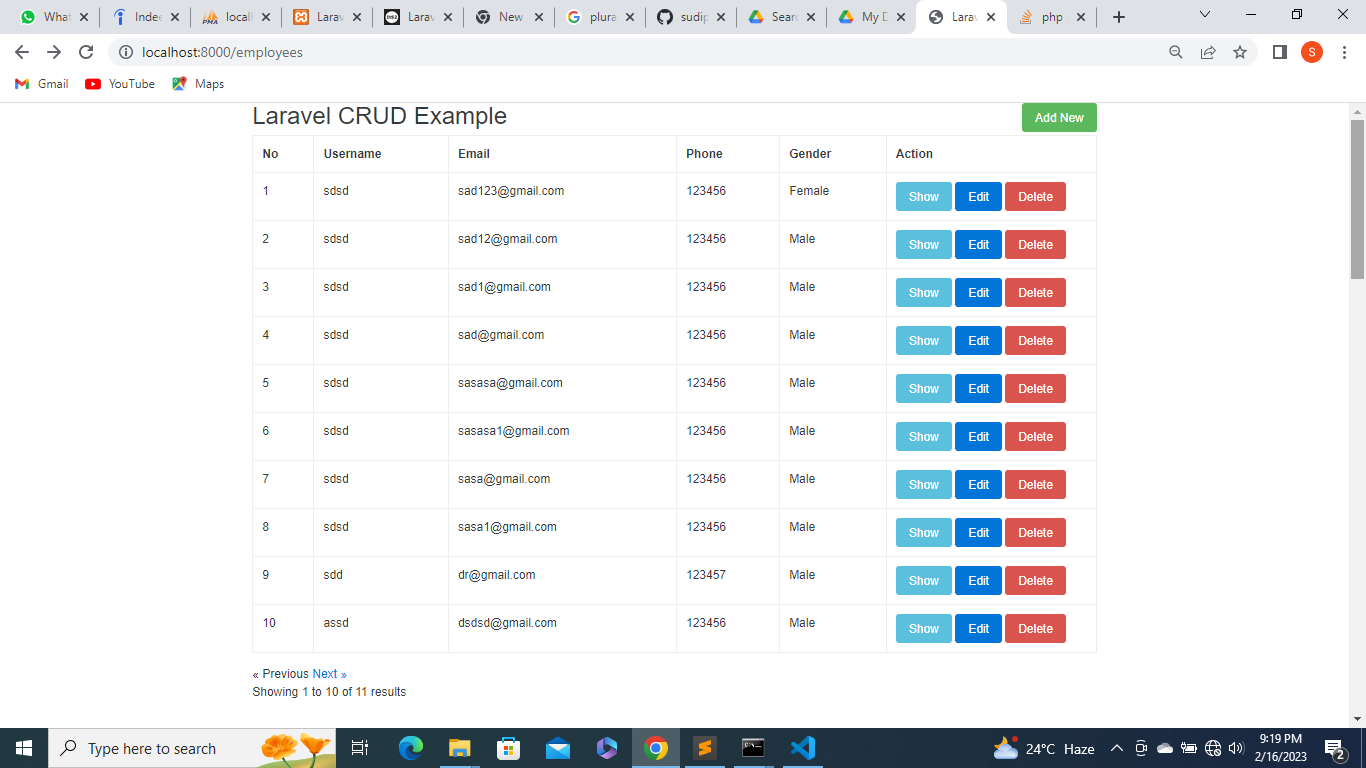 What Indee locall Larav Larav New plura sudip Searc My D Larav php
localhost:8000/employees S
Gmail YouTube Maps
Laravel CRUD Example Add New
No Username Email Phone Gender Action
1 sdsd sad123@gmail.com 123456 Female Show Edit Delete
2 sdsd sad12@gmail.com 123456 Male Show Edit Delete
3 sdsd sad1@gmail.com 123456 Male Show Edit Delete
4 sdsd sad@gmail.com 123456 Male Show Edit Delete
5 sdsd sasasa@gmail.com 123456 Male Show Edit Delete
6 sdsd sasasa1@gmail.com 123456 Male Show Edit Delete
7 sdsd sasa@gmail.com 123456 Male Show Edit Delete
8 sdsd sasa1@gmail.com 123456 Male Show Edit Delete
9 sdd dr@gmail.com 123457 Male Show Edit Delete
10 assd dsdsd@gmail.com 123456 Male Show Edit Delete
« Previous Next »
Showing 1 to 10 of 11 results
Type here to search 24°C Haze 9:19 PM
2/16/2023 2